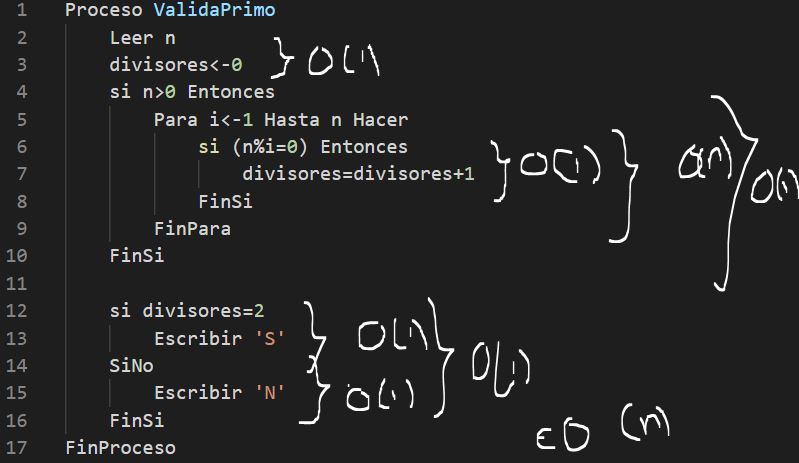 1 Proceso ValidaPrimo
2 Leer n
3 divisores<-0 } O(1)
4 si n>0 Entonces
5 Para i<-1 Hasta n Hacer
6 si (n%i=0) Entonces
7 divisores=divisores+1 } O(1) } O(n) } O(n)
8 FinSi
9 FinPara
10 FinSi
11
12 si divisores=2
13 Escribir 'S' } O(1)
14 SiNo } O(1)
15 Escribir 'N' } O(1)
16 FinSi
17 FinProceso
∈O (n)